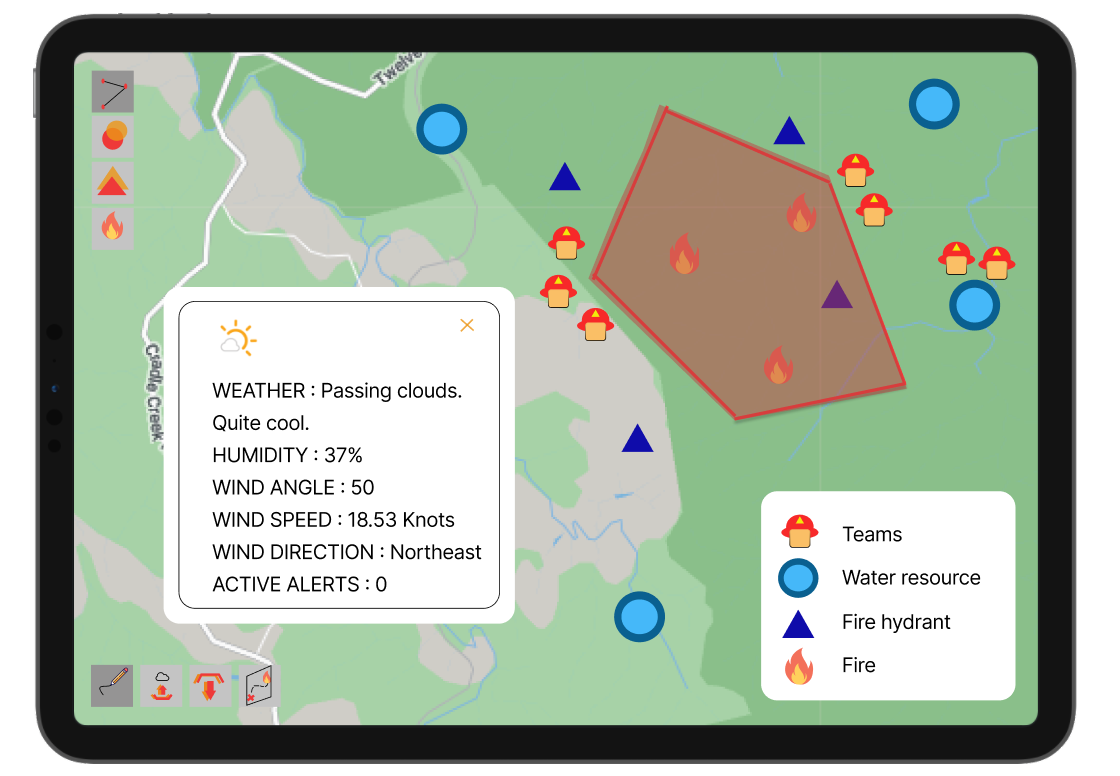 Twelve
Cradle Creek
WEATHER : Passing clouds.
Quite cool.
HUMIDITY : 37%
WIND ANGLE : 50
WIND SPEED : 18.53 Knots
WIND DIRECTION : Northeast
ACTIVE ALERTS : 0
Teams
Water resource
Fire hydrant
Fire